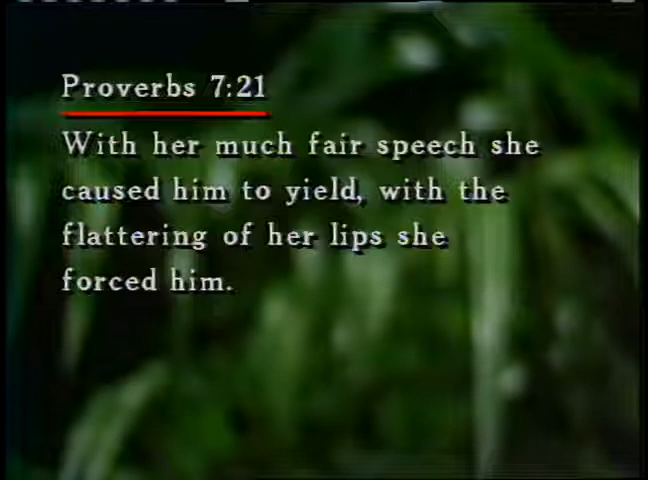 Proverbs 7:21
With her much fair speech she
caused him to yield, with the
flattering of her lips she
forced him.